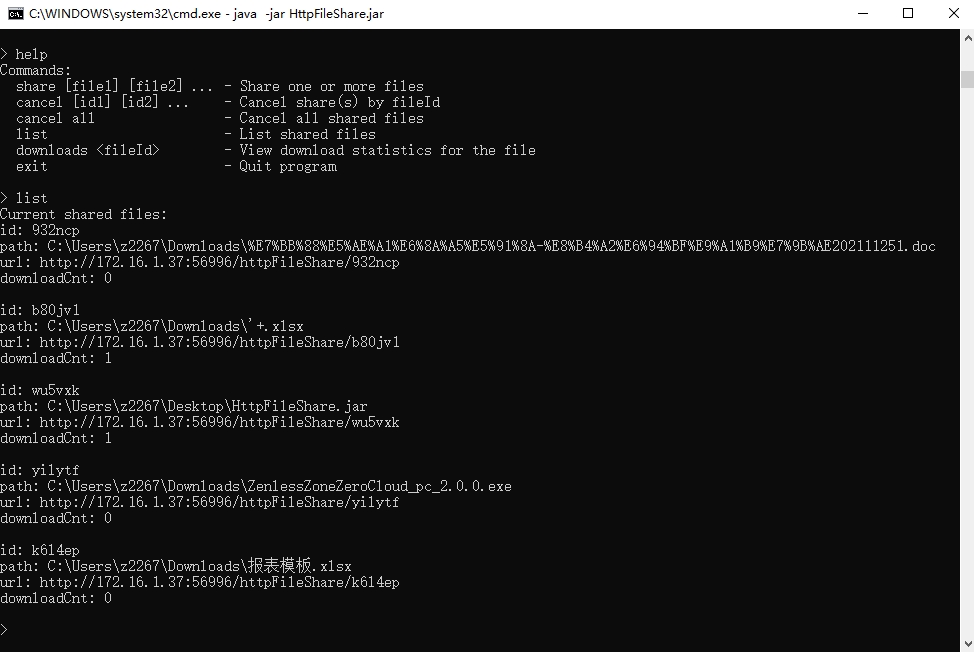 C:\WINDOWS\system32\cmd.exe - java  -jar HttpFileShare.jar
> help
Commands:
  share [file1] [file2] ... - Share one or more files
  cancel [id1] [id2] ...    - Cancel share(s) by fileId
  cancel all                - Cancel all shared files
  list                      - List shared files
  downloads <fileId>        - View download statistics for the file
  exit                      - Quit program
> list
Current shared files:
id: 932ncp
path: C:\Users\z2267\Downloads\%E7%BB%88%E5%AE%A1%E6%8A%A5%E5%91%8A-%E8%B4%A2%E6%94%BF%E9%A1%B9%E7%9B%AE202111251.doc
url: http://172.16.1.37:56996/httpFileShare/932ncp
downloadCnt: 0
id: b80jv1
path: C:\Users\z2267\Downloads\'+.xlsx
url: http://172.16.1.37:56996/httpFileShare/b80jv1
downloadCnt: 1
id: wu5vxk
path: C:\Users\z2267\Desktop\HttpFileShare.jar
url: http://172.16.1.37:56996/httpFileShare/wu5vxk
downloadCnt: 1
id: yilytf
path: C:\Users\z2267\Downloads\ZenlessZoneZeroCloud_pc_2.0.0.exe
url: http://172.16.1.37:56996/httpFileShare/yilytf
downloadCnt: 0
id: k614ep
path: C:\Users\z2267\Downloads\报表模板.xlsx
url: http://172.16.1.37:56996/httpFileShare/k614ep
downloadCnt: 0
>